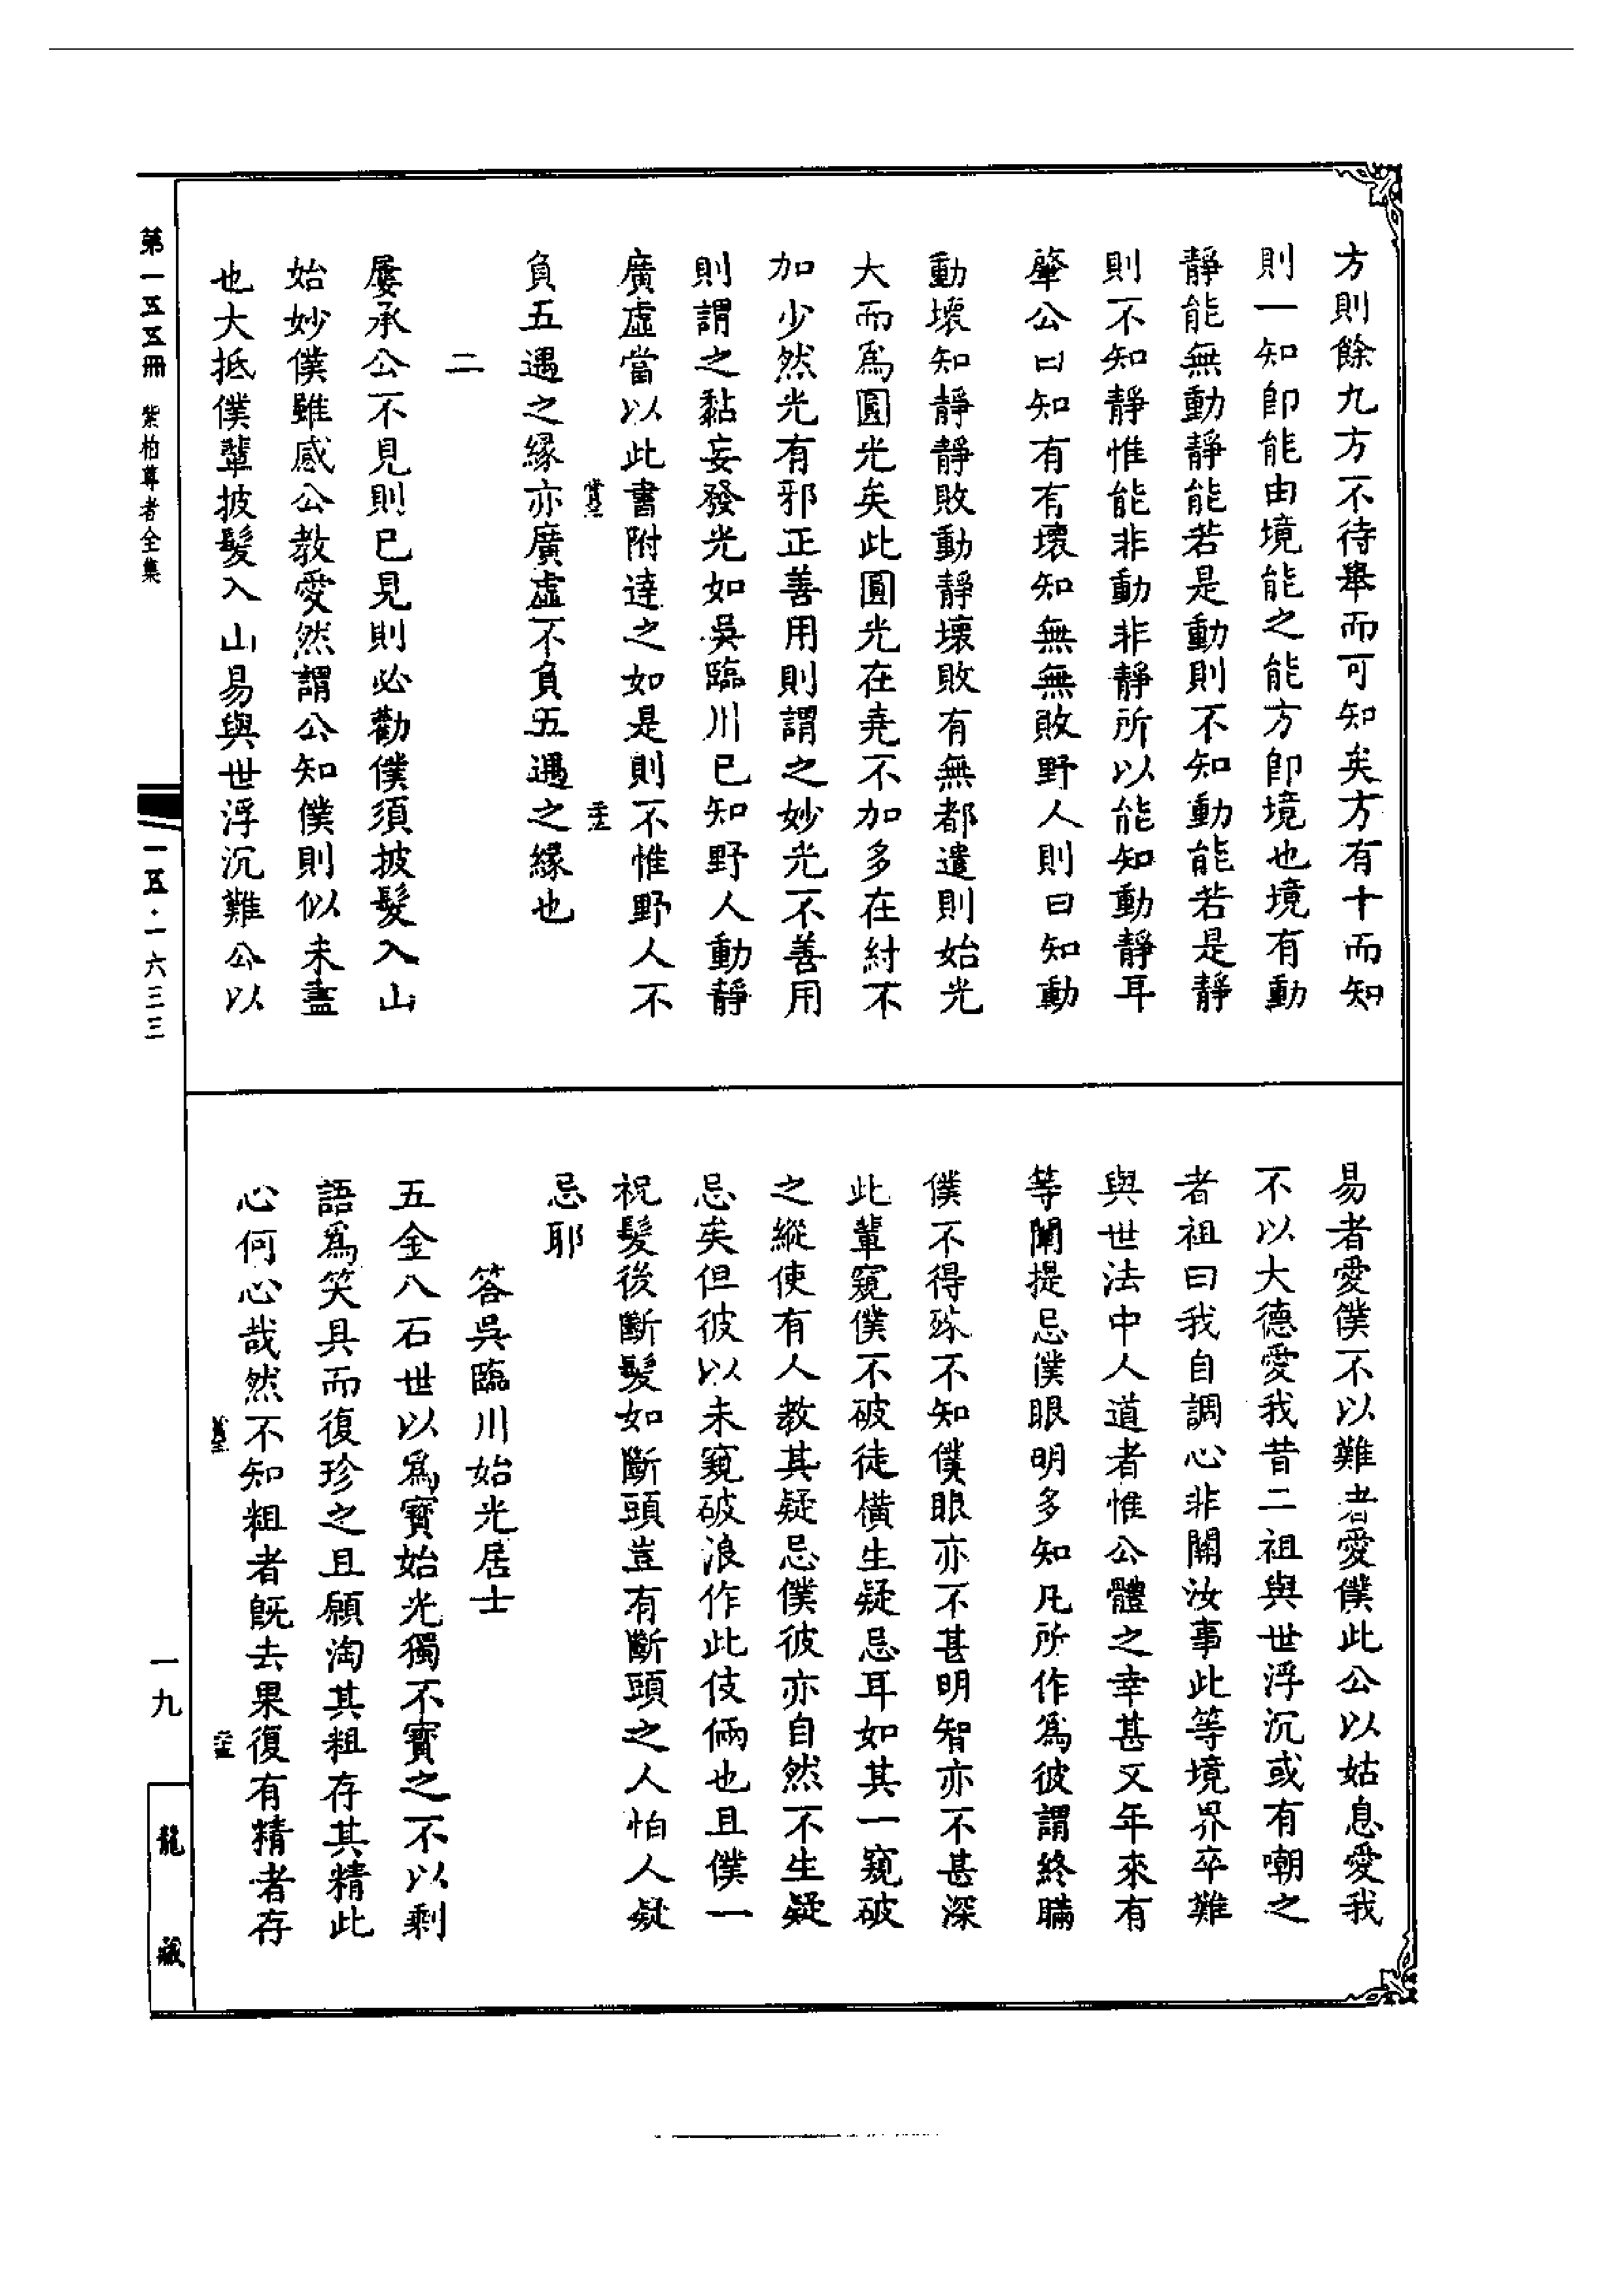 方則餘九方不待舉而可知矣方有十而知
則一知卽能由境能之能方卽境也境有動
靜能無動靜能若是動則不知動能若是靜
則不知靜惟能非動非靜所以能知動靜耳
肇公曰知有有壞知無無敗野人則曰知動
動壞知靜靜敗動靜壞敗有無都遣則始光
大而爲圓光矣此圓光在堯不加多在紂不
加少然光有邪正善用則謂之妙光不善用
則謂之黏妄發光如吳臨川已知野人動靜
廣虛當以此書附達之如是則不惟野人不
負五遇之緣亦廣虛不負五遇之緣也
二
屢承公不見則已見則必勸僕須披髮入山
始妙僕雖感公教愛然謂公知僕則似未盡
也大抵僕輩披髮入山易與世浮沉難公以
易者愛僕不以難者愛僕此公以姑息愛我
不以大德愛我昔二祖與世浮沉或有嘲之
者祖曰我自調心非關汝事此等境界卒難
與世法中人道者惟公體之幸甚又年來有
等闡提忌僕眼明多知凡所作爲彼謂終瞞
僕不得殊不知僕眼亦不甚明智亦不甚深
此輩窺僕不破徒橫生疑忌耳如其一窺破
之縱使有人教其疑忌僕彼亦自然不生疑
忌矣但彼以未窺破浪作此伎倆也且僕一
祝髮後斷髮如斷頭豈有斷頭之人怕人疑
忌耶
答吳臨川始光居士
五金八石世以爲寳始光獨不寳之不以剩
語爲笑具而復珍之且願淘其粗存其精此
心何心哉然不知粗者旣去果復有精者存
第一五五冊 紫柏尊者全集
一五·一六三三
一九
龍藏